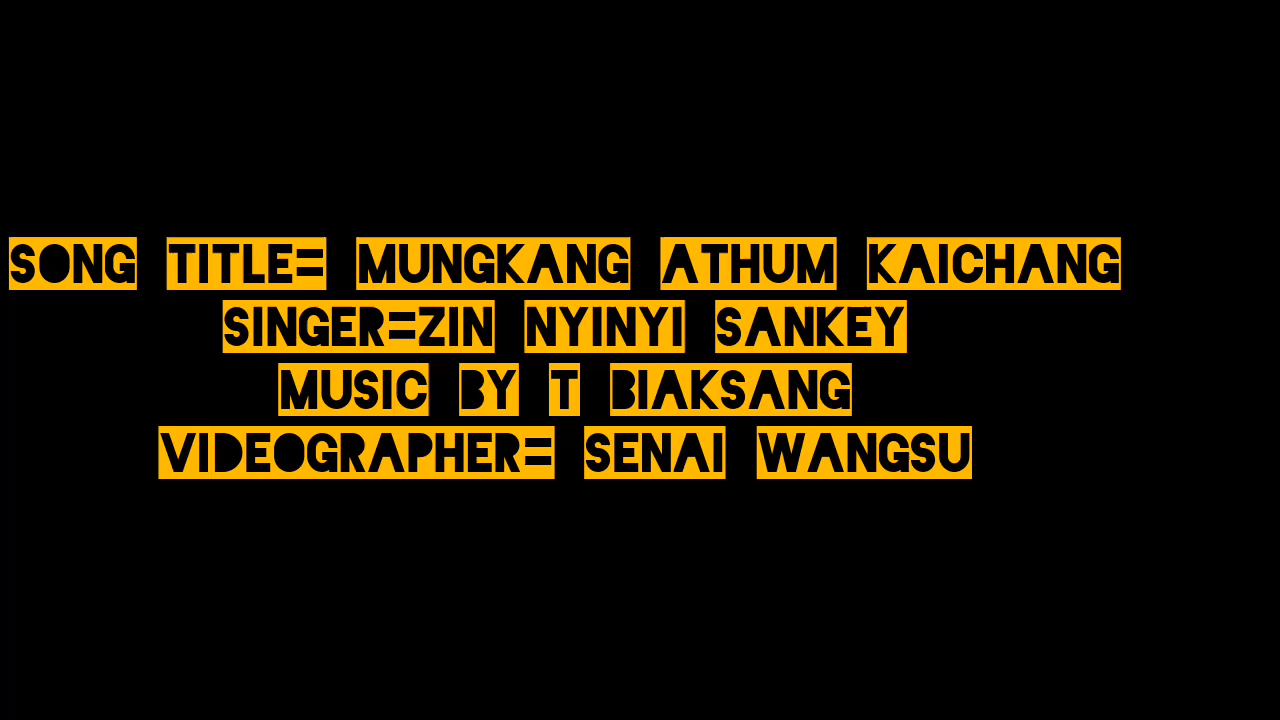 SONG TITLE= MUNGKANG ATHUM KAICHANG
SINGER=ZIN NYINYI SANKEY
MUSIC BY T BIAKSANG
VIDEOGRAPHER= SENAI WANGSU